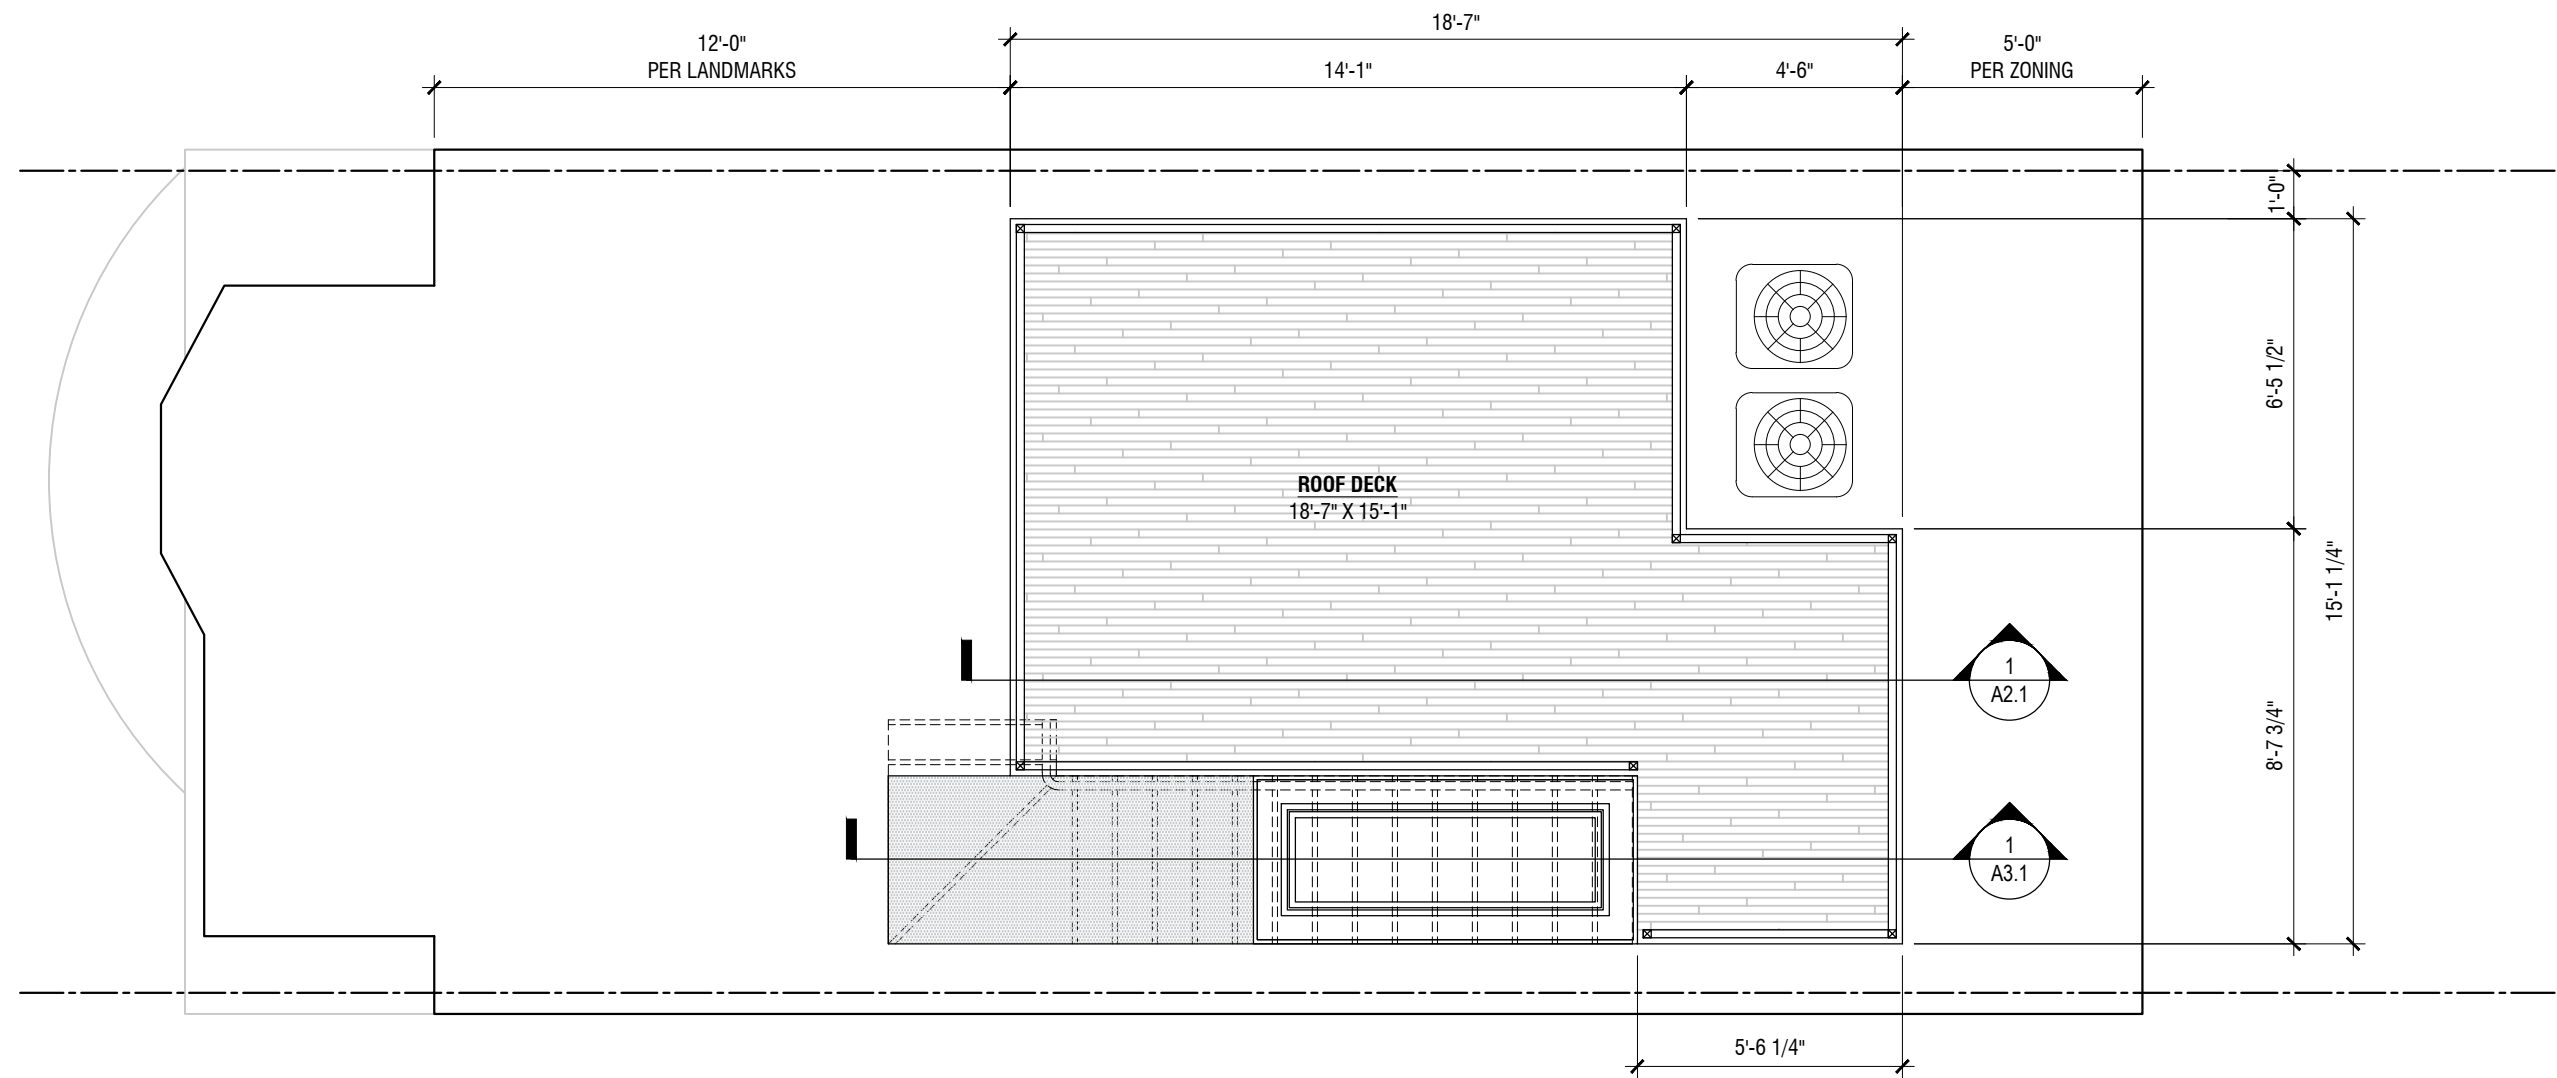 18'-7"
12'-0"
PER LANDMARKS
14'-1"
4'-6"
5'-0"
PER ZONING
1'-0"
6'-5 1/2"
ROOF DECK
18'-7" X 15'-1"
15'-1 1/4"
1
A2.1
8'-7 3/4"
1
A3.1
5'-6 1/4"